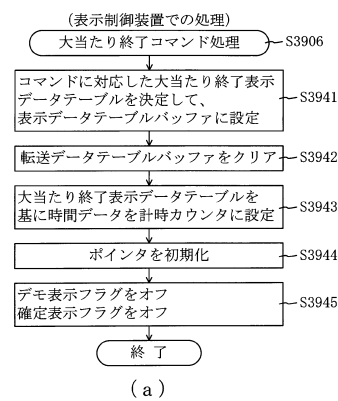 (表示制御装置での処理)
大当たり終了コマンド処理
S3906
コマンドに対応した大当たり終了表示
データテーブルを決定して、
表示データテーブルバッファに設定
S3941
転送データテーブルバッファをクリア
S3942
大当たり終了表示データテーブルを
基に時間データを計時カウンタに設定
S3943
ポインタを初期化
S3944
デモ表示フラグをオフ
確定表示フラグをオフ
S3945
終 了
(a)